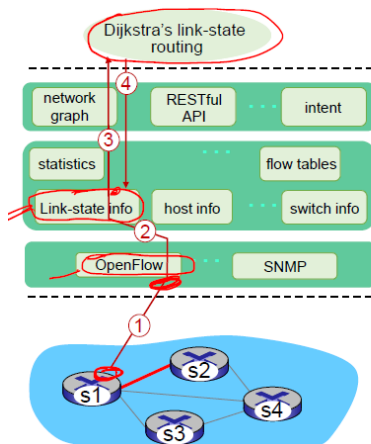 Dijkstra's link-state
routing
4
network
graph
RESTful
API
intent
3
statistics
flow tables
Link-state info
host info
switch info
2
OpenFlow
SNMP
1
s2
s1
s4
s3